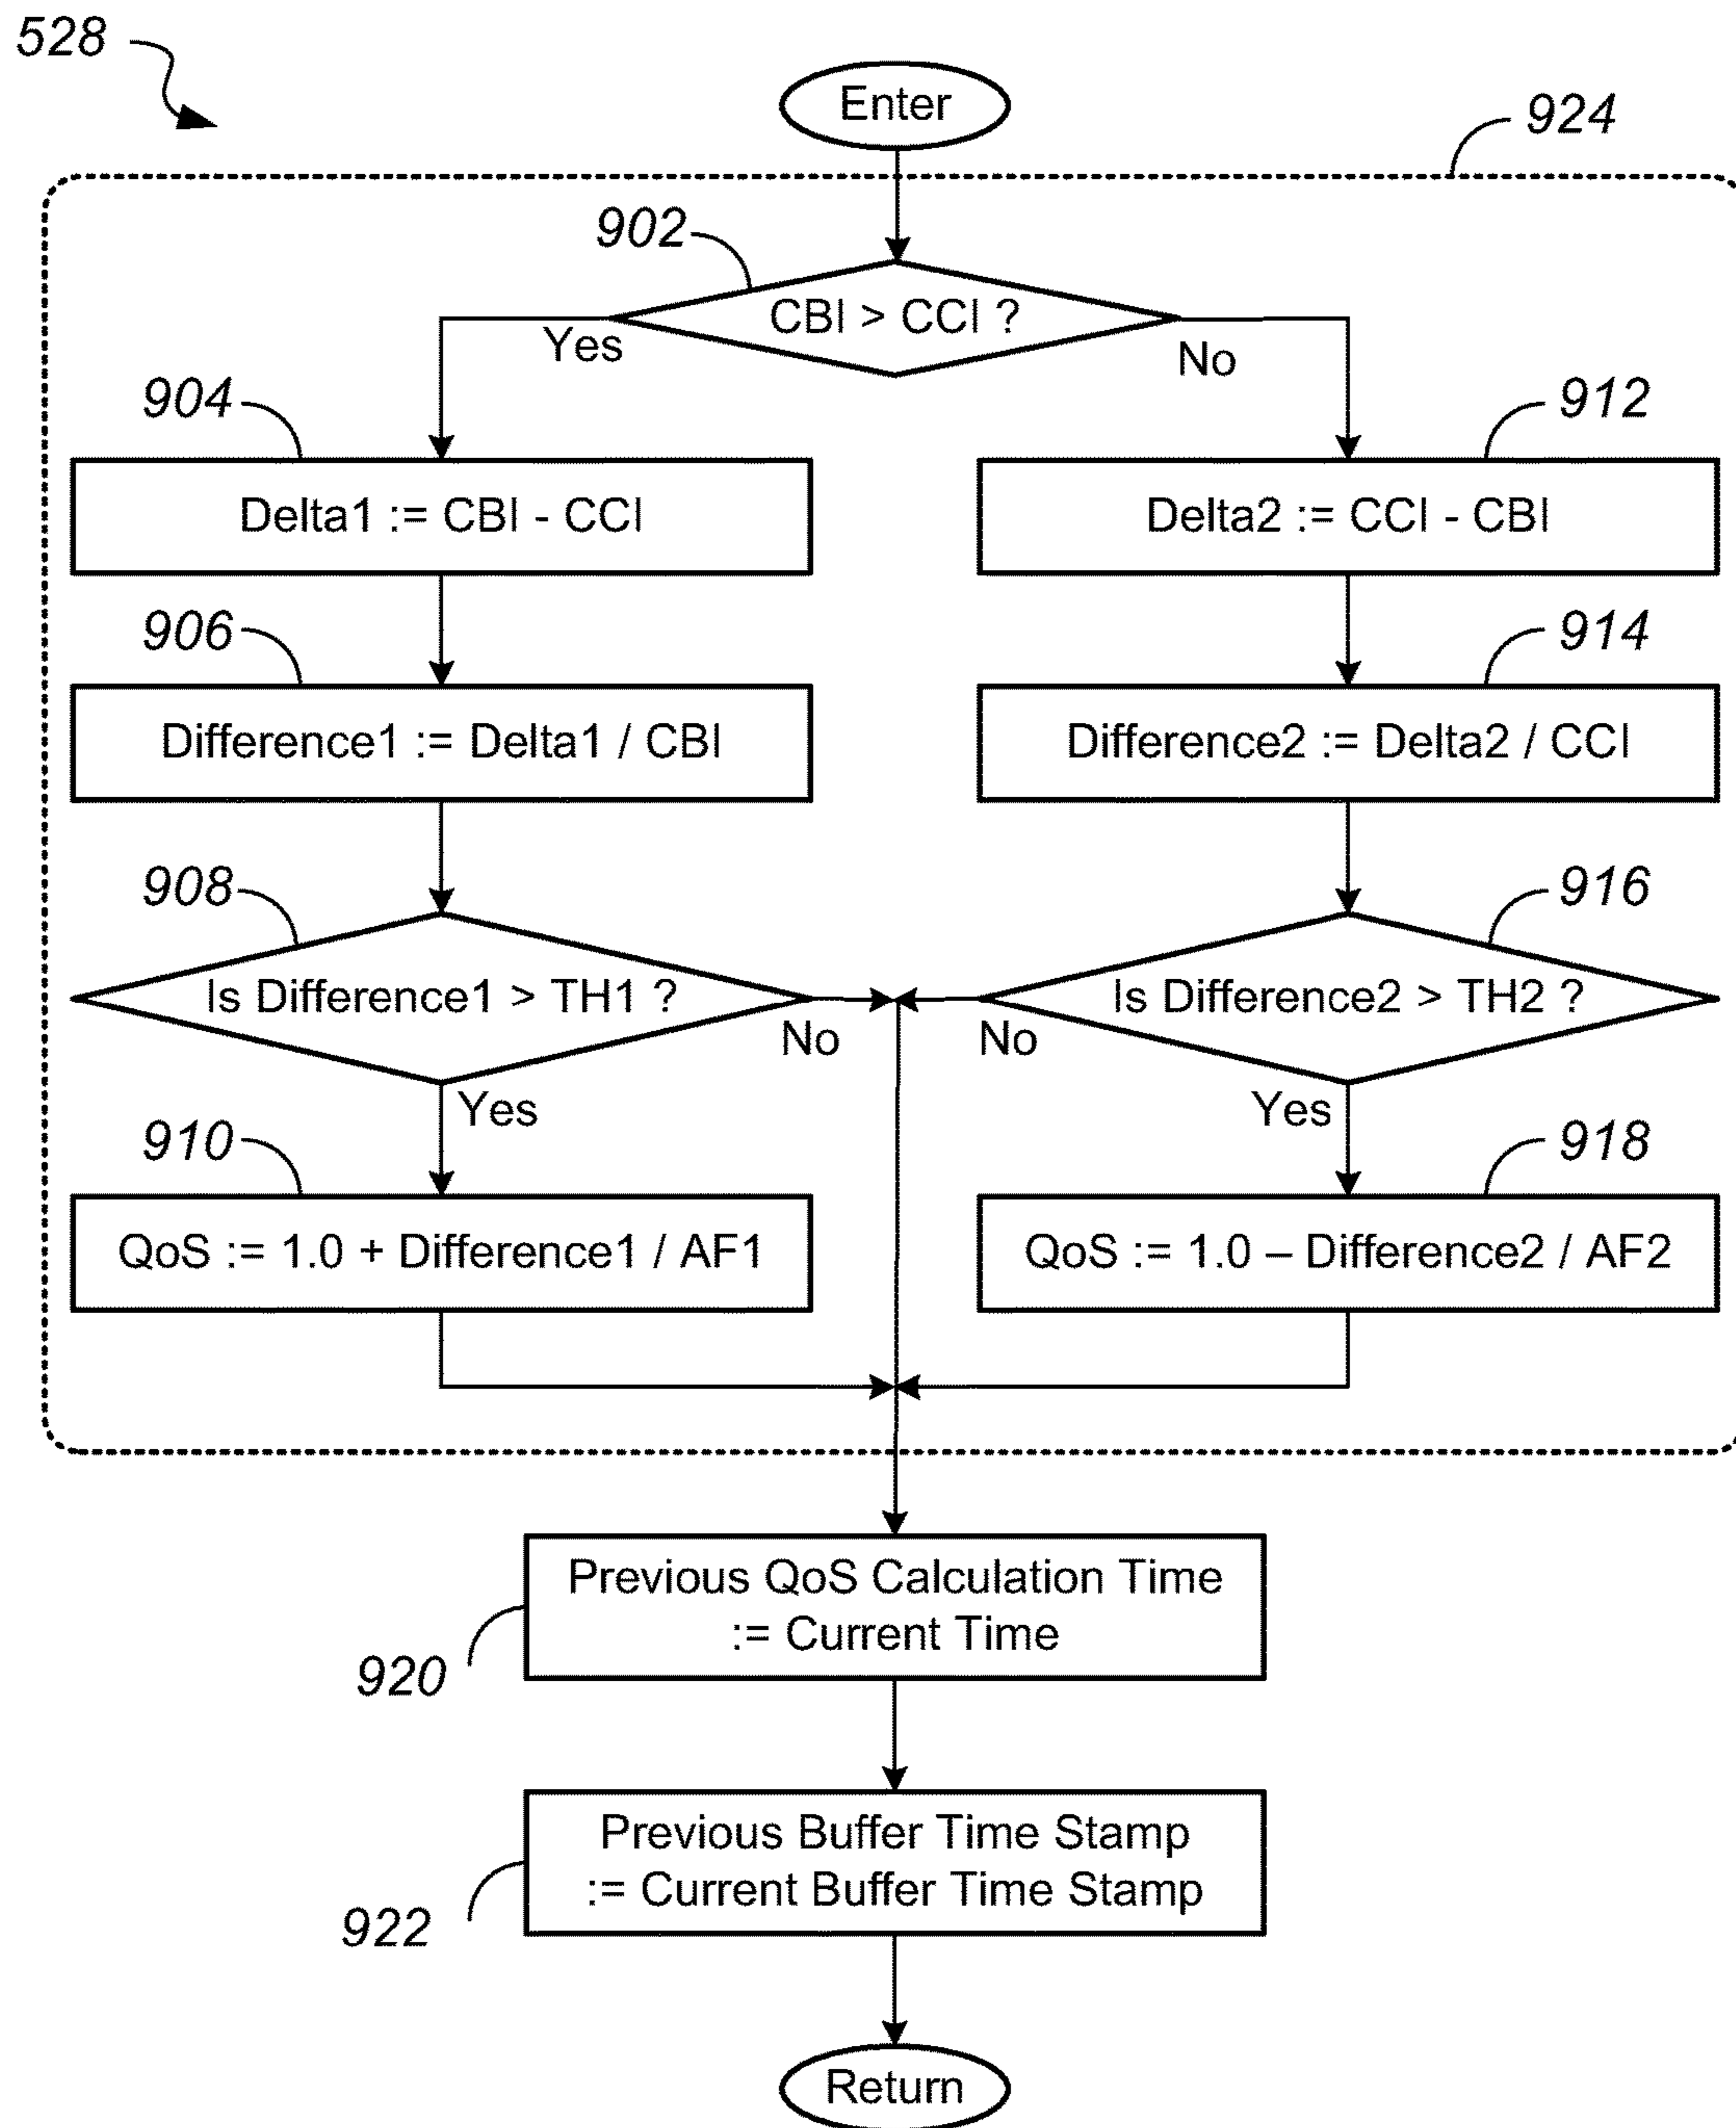 528
Enter
924
902
CBI > CCI ?
Yes
No
904
912
Delta1 := CBI - CCI
Delta2 := CCI - CBI
906
914
Difference1 := Delta1 / CBI
Difference2 := Delta2 / CCI
908
916
Is Difference1 > TH1 ?
Is Difference2 > TH2 ?
No
No
Yes
Yes
910
918
QoS := 1.0 + Difference1 / AF1
QoS := 1.0 – Difference2 / AF2
Previous QoS Calculation Time
:= Current Time
920
Previous Buffer Time Stamp
:= Current Buffer Time Stamp
922
Return